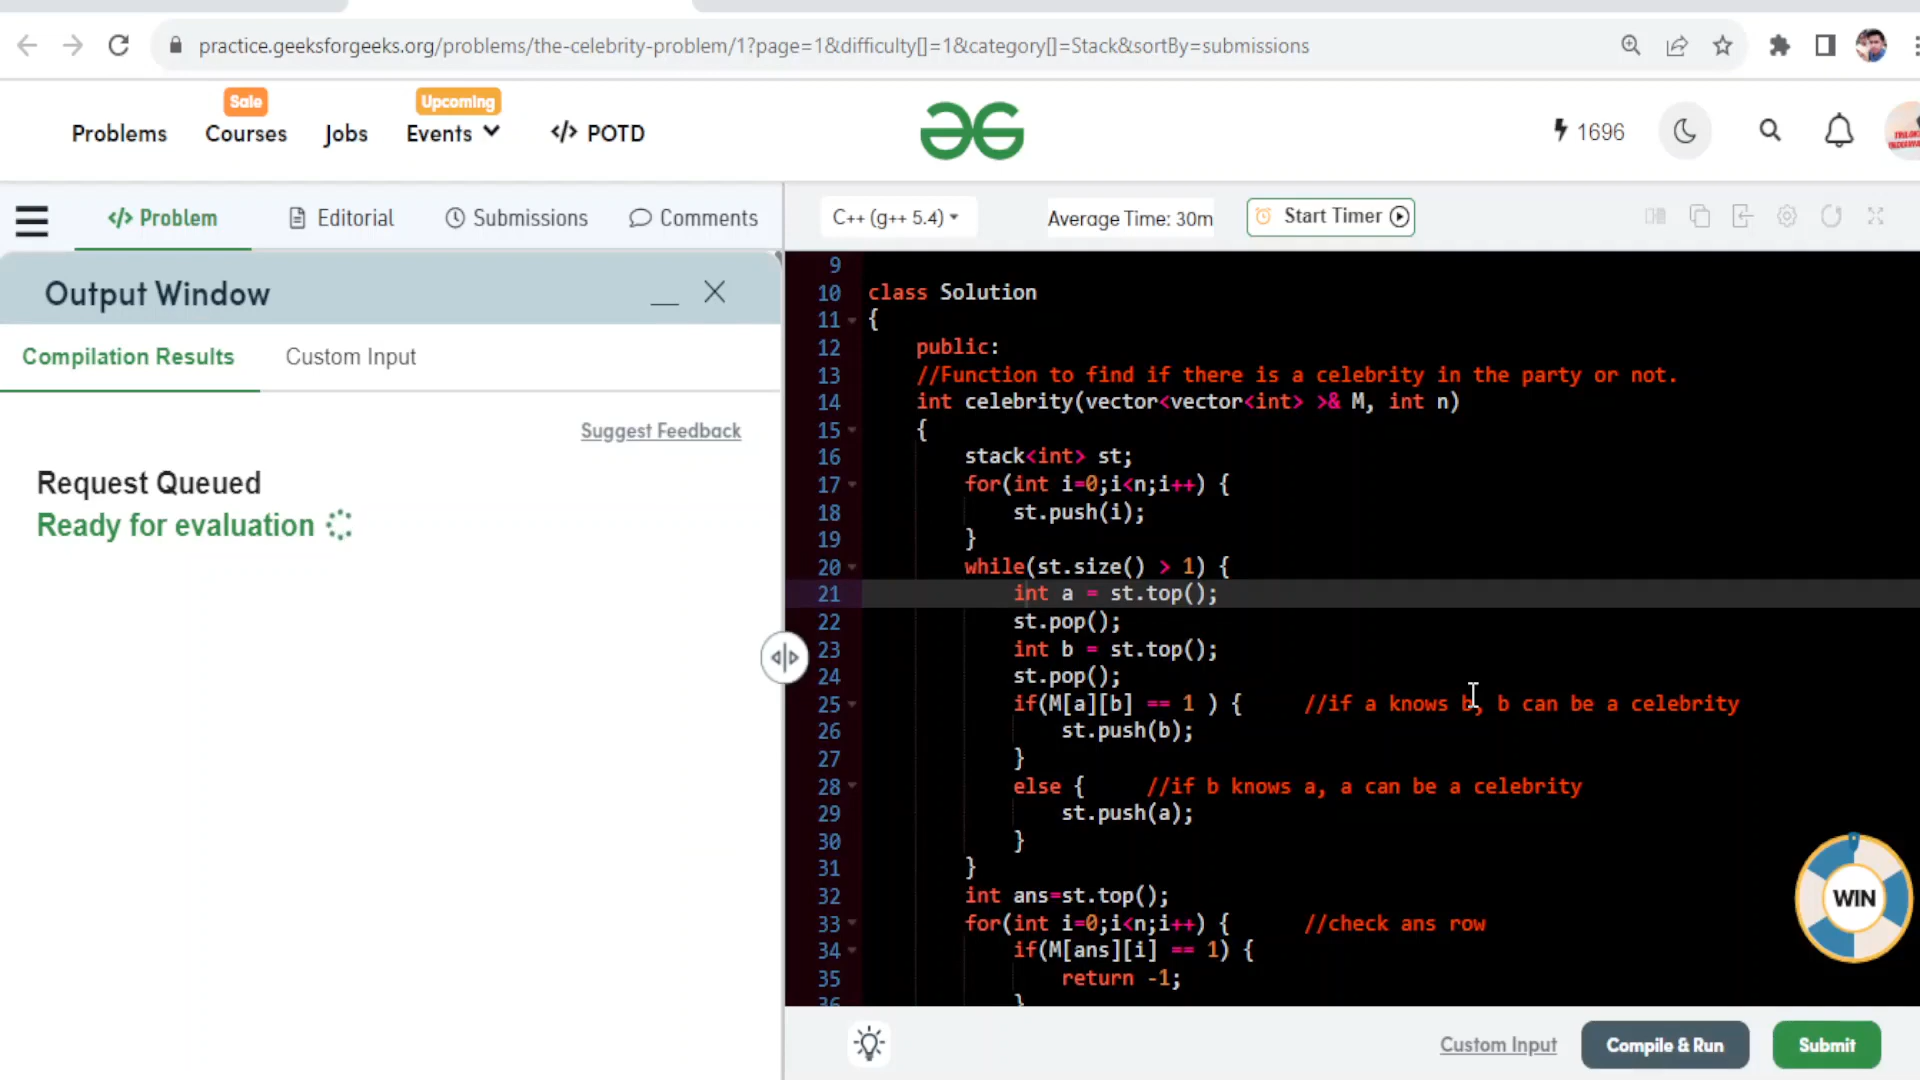 practice.geeksforgeeks.org/problems/the-celebrity-problem/1?page=1&difficulty[]=1&category[]=Stack&sortBy=submissions
Sale
Upcoming
Problems
Courses
Jobs
Events
</> POTD
1696
</> Problem
Editorial
Submissions
Comments
C++ (g++ 5.4)
Average Time: 30m
Start Timer
Output Window
Compilation Results
Custom Input
Suggest Feedback
Request Queued
Ready for evaluation
9
10 class Solution
11 {
12 public:
13 //Function to find if there is a celebrity in the party or not.
14 int celebrity(vector<vector<int> >& M, int n)
15 {
16 stack<int> st;
17 for(int i=0;i<n;i++) {
18 st.push(i);
19 }
20 while(st.size() > 1) {
21 int a = st.top();
22 st.pop();
23 int b = st.top();
24 st.pop();
25 if(M[a][b] == 1 ) { //if a knows b, b can be a celebrity
26 st.push(b);
27 }
28 else { //if b knows a, a can be a celebrity
29 st.push(a);
30 }
31 }
32 int ans=st.top();
33 for(int i=0;i<n;i++) { //check ans row
34 if(M[ans][i] == 1) {
35 return -1;
36 }
WIN
Custom Input
Compile & Run
Submit